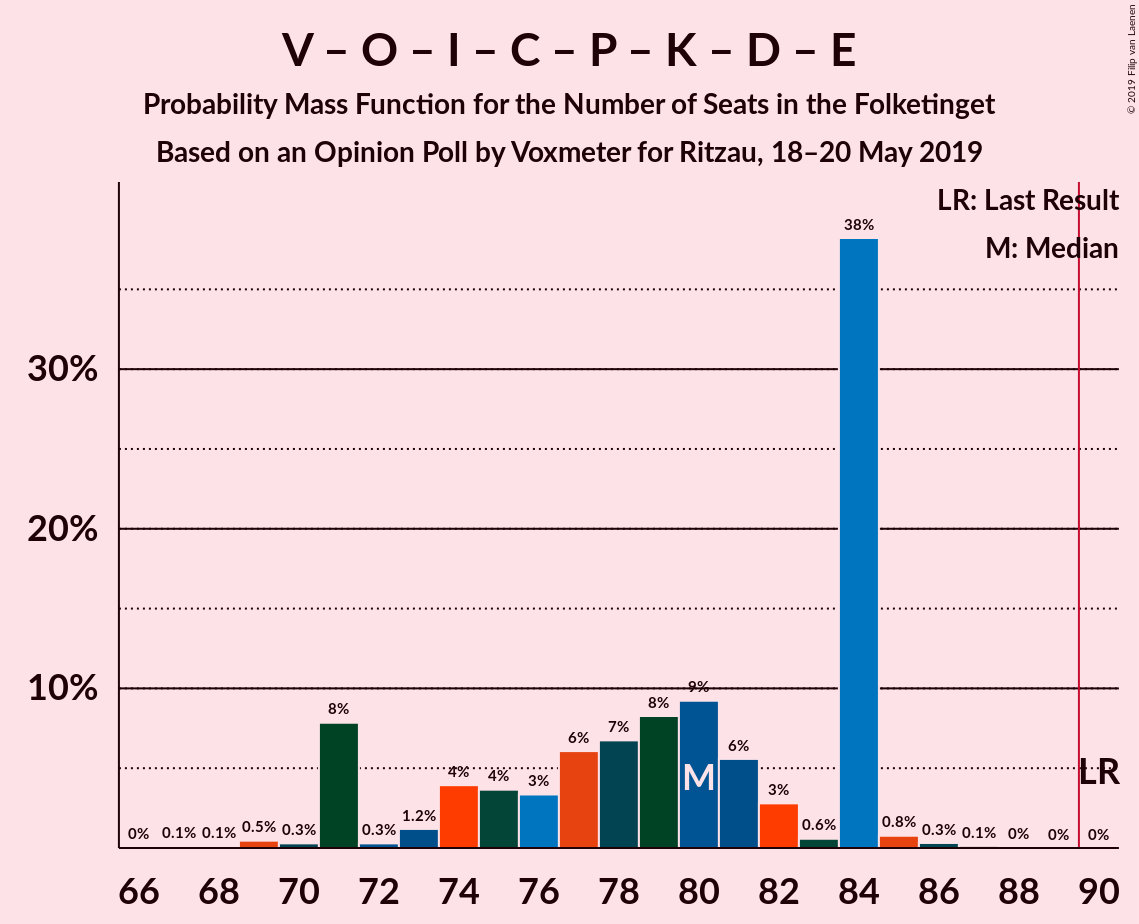 V – O – I – C – P – K – D – E
Probability Mass Function for the Number of Seats in the Folketinget
Based on an Opinion Poll by Voxmeter for Ritzau, 18–20 May 2019
© 2019 Filip van Laenen
LR: Last Result
M: Median
30%
20%
10%
0% 0.1% 0.1% 0.5% 0.3% 8% 0.3% 1.2% 4% 4% 3% 6% 7% 8% 9% 6% 3% 0.6% 38% 0.8% 0.3% 0.1% 0% 0% 0%
M
LR
66 68 70 72 74 76 78 80 82 84 86 88 90